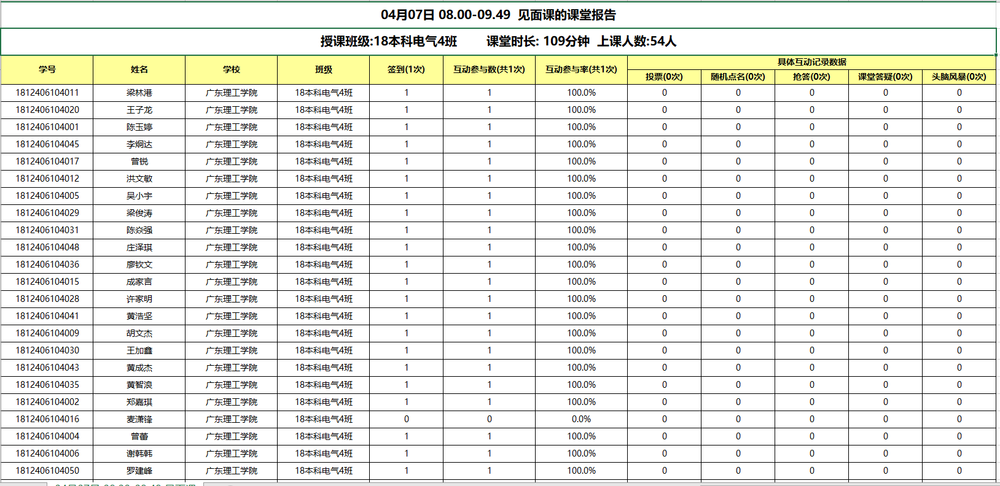 04月07日 08.00-09.49 见面课的课堂报告
授课班级:18本科电气4班 课堂时长: 109分钟 上课人数:54人
学号 姓名 学校 班级 签到(1次) 互动参与数(共1次) 互动参与率(共1次) 具体互动记录数据
投票(0次) 随机点名(0次) 抢答(0次) 课堂答疑(0次) 头脑风暴(0次)
1812406104011 梁林港 广东理工学院 18本科电气4班 1 1 100.0% 0 0 0 0 0
1812406104020 王子龙 广东理工学院 18本科电气4班 1 1 100.0% 0 0 0 0 0
1812406104001 陈玉婷 广东理工学院 18本科电气4班 1 1 100.0% 0 0 0 0 0
1812406104045 李炯达 广东理工学院 18本科电气4班 1 1 100.0% 0 0 0 0 0
1812406104017 曾锐 广东理工学院 18本科电气4班 1 1 100.0% 0 0 0 0 0
1812406104012 洪文敏 广东理工学院 18本科电气4班 1 1 100.0% 0 0 0 0 0
1812406104005 吴小宇 广东理工学院 18本科电气4班 1 1 100.0% 0 0 0 0 0
1812406104029 梁俊涛 广东理工学院 18本科电气4班 1 1 100.0% 0 0 0 0 0
1812406104031 陈焱强 广东理工学院 18本科电气4班 1 1 100.0% 0 0 0 0 0
1812406104048 庄泽琪 广东理工学院 18本科电气4班 1 1 100.0% 0 0 0 0 0
1812406104036 廖钦文 广东理工学院 18本科电气4班 1 1 100.0% 0 0 0 0 0
1812406104015 成家言 广东理工学院 18本科电气4班 1 1 100.0% 0 0 0 0 0
1812406104028 许家明 广东理工学院 18本科电气4班 1 1 100.0% 0 0 0 0 0
1812406104041 黄浩坚 广东理工学院 18本科电气4班 1 1 100.0% 0 0 0 0 0
1812406104009 胡文杰 广东理工学院 18本科电气4班 1 1 100.0% 0 0 0 0 0
1812406104030 王加鑫 广东理工学院 18本科电气4班 1 1 100.0% 0 0 0 0 0
1812406104043 黄成杰 广东理工学院 18本科电气4班 1 1 100.0% 0 0 0 0 0
1812406104035 黄智浪 广东理工学院 18本科电气4班 1 1 100.0% 0 0 0 0 0
1812406104002 郑嘉琪 广东理工学院 18本科电气4班 1 1 100.0% 0 0 0 0 0
1812406104016 麦潇锋 广东理工学院 18本科电气4班 0 0 0.0% 0 0 0 0 0
1812406104004 曾蕾 广东理工学院 18本科电气4班 1 1 100.0% 0 0 0 0 0
1812406104006 谢韩韩 广东理工学院 18本科电气4班 1 1 100.0% 0 0 0 0 0
1812406104050 罗建峰 广东理工学院 18本科电气4班 1 1 100.0% 0 0 0 0 0